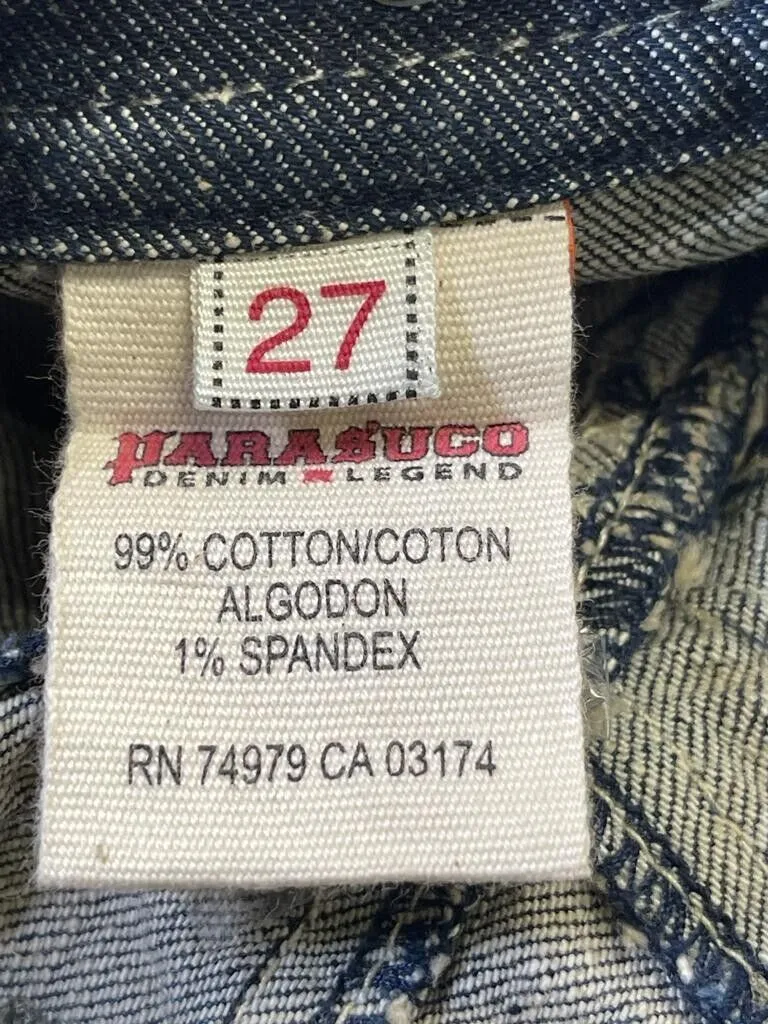 27
PARASUCO
DENIM LEGEND
99% COTTON/COTON
ALGODON
1% SPANDEX
RN 74979 CA 03174